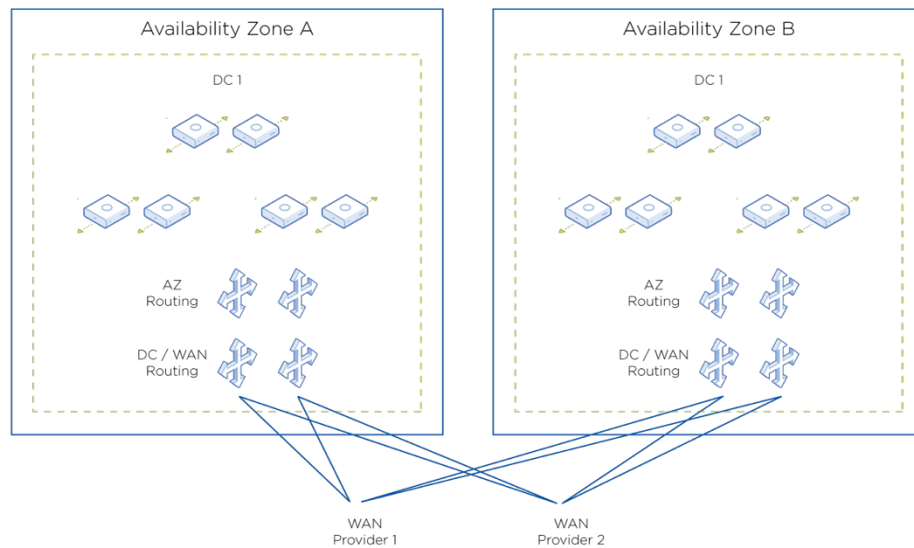 Availability Zone A
DC 1
AZ
Routing
DC / WAN
Routing
Availability Zone B
DC 1
AZ
Routing
DC / WAN
Routing
WAN
Provider 1
WAN
Provider 2